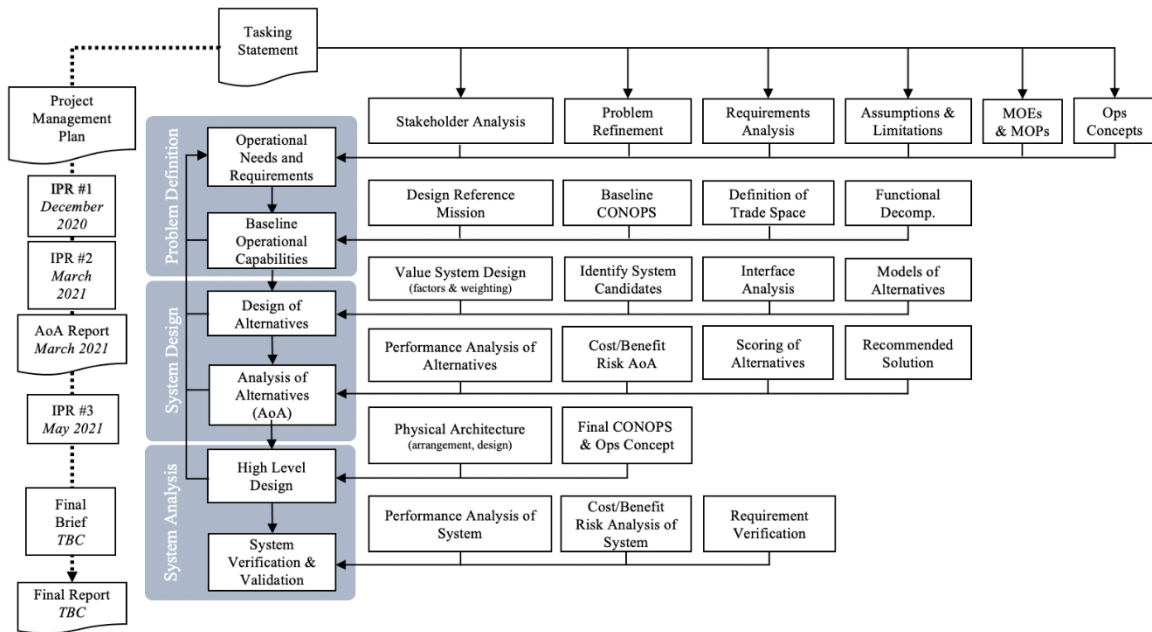 Tasking
Statement
Project
Management
Plan
IPR #1
December
2020
IPR #2
March
2021
AoA Report
March 2021
IPR #3
May 2021
Final
Brief
TBC
Final Report
TBC
Problem Definition
Operational
Needs and
Requirements
Baseline
Operational
Capabilities
System Design
Design of
Alternatives
Analysis of
Alternatives
(AoA)
System Analysis
High Level
Design
System
Verification &
Validation
Stakeholder Analysis
Problem
Refinement
Requirements
Analysis
Assumptions &
Limitations
MOEs
& MOPs
Ops
Concepts
Design Reference
Mission
Baseline
CONOPS
Definition of
Trade Space
Functional
Decomp.
Value System Design
(factors & weighting)
Identify System
Candidates
Interface
Analysis
Models of
Alternatives
Performance Analysis of
Alternatives
Cost/Benefit
Risk AoA
Scoring of
Alternatives
Recommended
Solution
Physical Architecture
(arrangement, design)
Final CONOPS
& Ops Concept
Performance Analysis of
System
Cost/Benefit
Risk Analysis of
System
Requirement
Verification